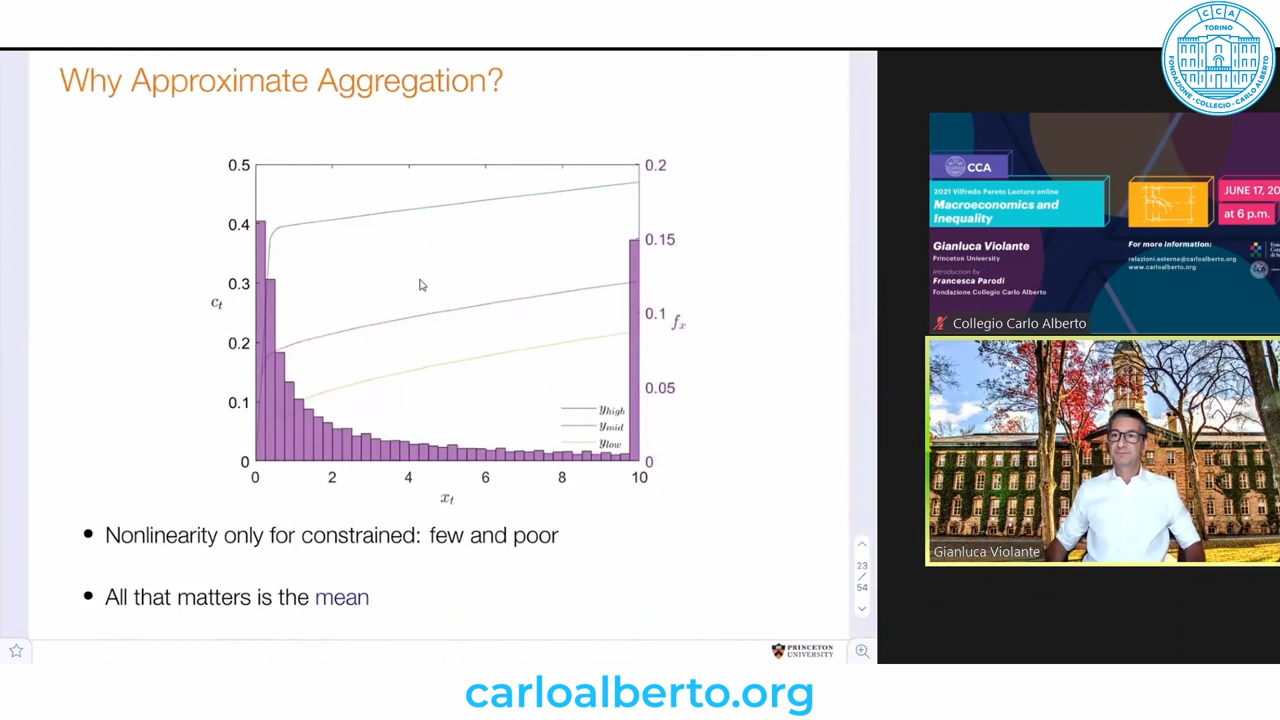 Why Approximate Aggregation?
0.5
0.4
0.3
0.2
0.1
0
c_t
0.2
0.15
0.1
0.05
0
f_x
y_high
y_mid
y_low
0 2 4 6 8 10
x_t
• Nonlinearity only for constrained: few and poor
• All that matters is the mean
23
/
54
PRINCETON
UNIVERSITY
CCA
TORINO
FONDAZIONE • COLLEGIO • CARLO ALBERTO
CCA
2021 Vilfredo Pareto Lecture online
Macroeconomics and
Inequality
JUNE 17, 20
at 6 p.m.
Gianluca Violante
Princeton University
Introduction by
Francesca Parodi
Fondazione Collegio Carlo Alberto
For more information:
relazioni.esterne@carloalberto.org
www.carloalberto.org
Collegio Carlo Alberto
Gianluca Violante
carloalberto.org